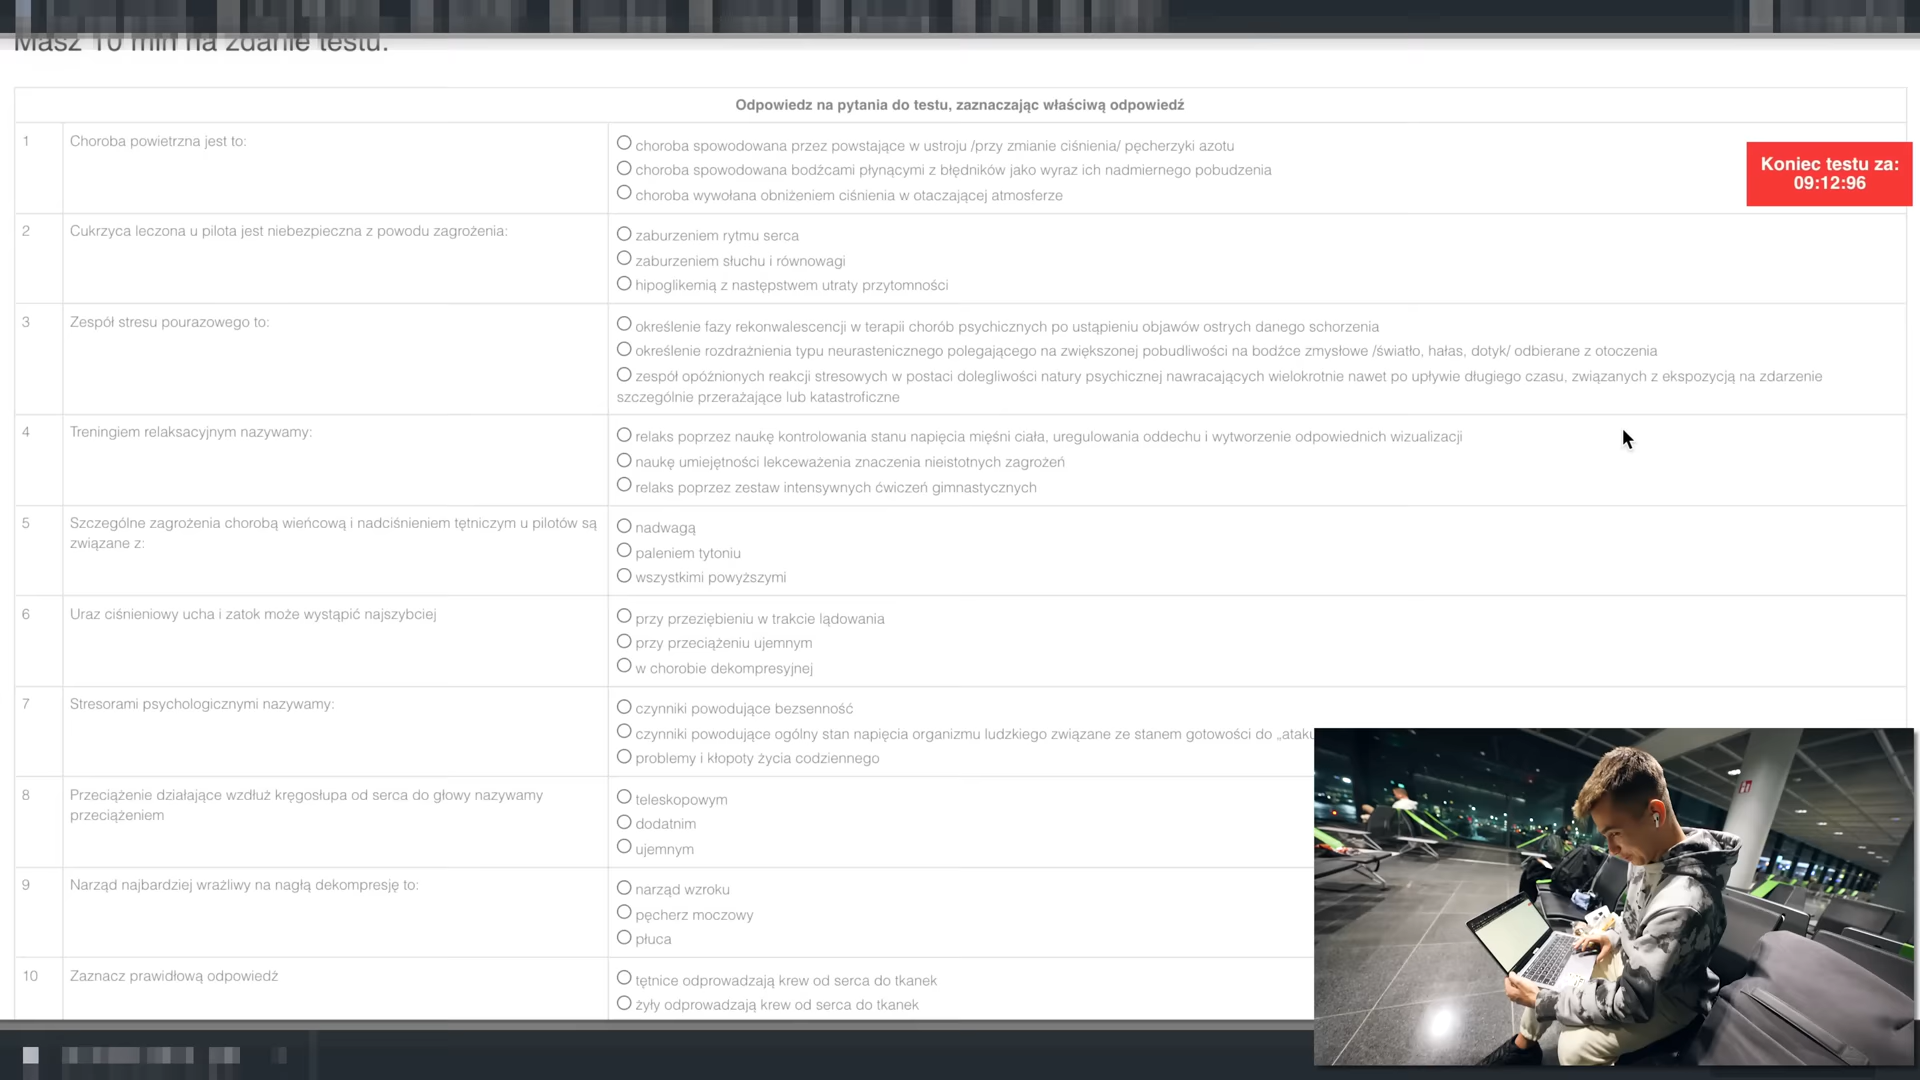 Masz 10 min na zdanie testu.
Odpowiedz na pytania do testu, zaznaczając właściwą odpowiedź
Koniec testu za:
09:12:96
1
Choroba powietrzna jest to:
choroba spowodowana przez powstające w ustroju /przy zmianie ciśnienia/ pęcherzyki azotu
choroba spowodowana bodźcami płynącymi z błędników jako wyraz ich nadmiernego pobudzenia
choroba wywołana obniżeniem ciśnienia w otaczającej atmosferze
2
Cukrzyca leczona u pilota jest niebezpieczna z powodu zagrożenia:
zaburzeniem rytmu serca
zaburzeniem słuchu i równowagi
hipoglikemią z następstwem utraty przytomności
3
Zespół stresu pourazowego to:
określenie fazy rekonwalescencji w terapii chorób psychicznych po ustąpieniu objawów ostrych danego schorzenia
określenie rozdrażnienia typu neurastenicznego polegającego na zwiększonej pobudliwości na bodźce zmysłowe /światło, hałas, dotyk/ odbierane z otoczenia
zespół opóźnionych reakcji stresowych w postaci dolegliwości natury psychicznej nawracających wielokrotnie nawet po upływie długiego czasu, związanych z ekspozycją na zdarzenie
szczególnie przerażające lub katastroficzne
4
Treningiem relaksacyjnym nazywamy:
relaks poprzez naukę kontrolowania stanu napięcia mięśni ciała, uregulowania oddechu i wytworzenie odpowiednich wizualizacji
naukę umiejętności lekceważenia znaczenia nieistotnych zagrożeń
relaks poprzez zestaw intensywnych ćwiczeń gimnastycznych
5
Szczególne zagrożenia chorobą wieńcową i nadciśnieniem tętniczym u pilotów są
związane z:
nadwagą
paleniem tytoniu
wszystkimi powyższymi
6
Uraz ciśnieniowy ucha i zatok może wystąpić najszybciej
przy przeziębieniu w trakcie lądowania
przy przeciążeniu ujemnym
w chorobie dekompresyjnej
7
Stresorami psychologicznymi nazywamy:
czynniki powodujące bezsenność
czynniki powodujące ogólny stan napięcia organizmu ludzkiego związane ze stanem gotowości do „ataku
problemy i kłopoty życia codziennego
8
Przeciążenie działające wzdłuż kręgosłupa od serca do głowy nazywamy
przeciążeniem
teleskopowym
dodatnim
ujemnym
9
Narząd najbardziej wrażliwy na nagłą dekompresję to:
narząd wzroku
pęcherz moczowy
płuca
10
Zaznacz prawidłową odpowiedź
tętnice odprowadzają krew od serca do tkanek
żyły odprowadzają krew od serca do tkanek